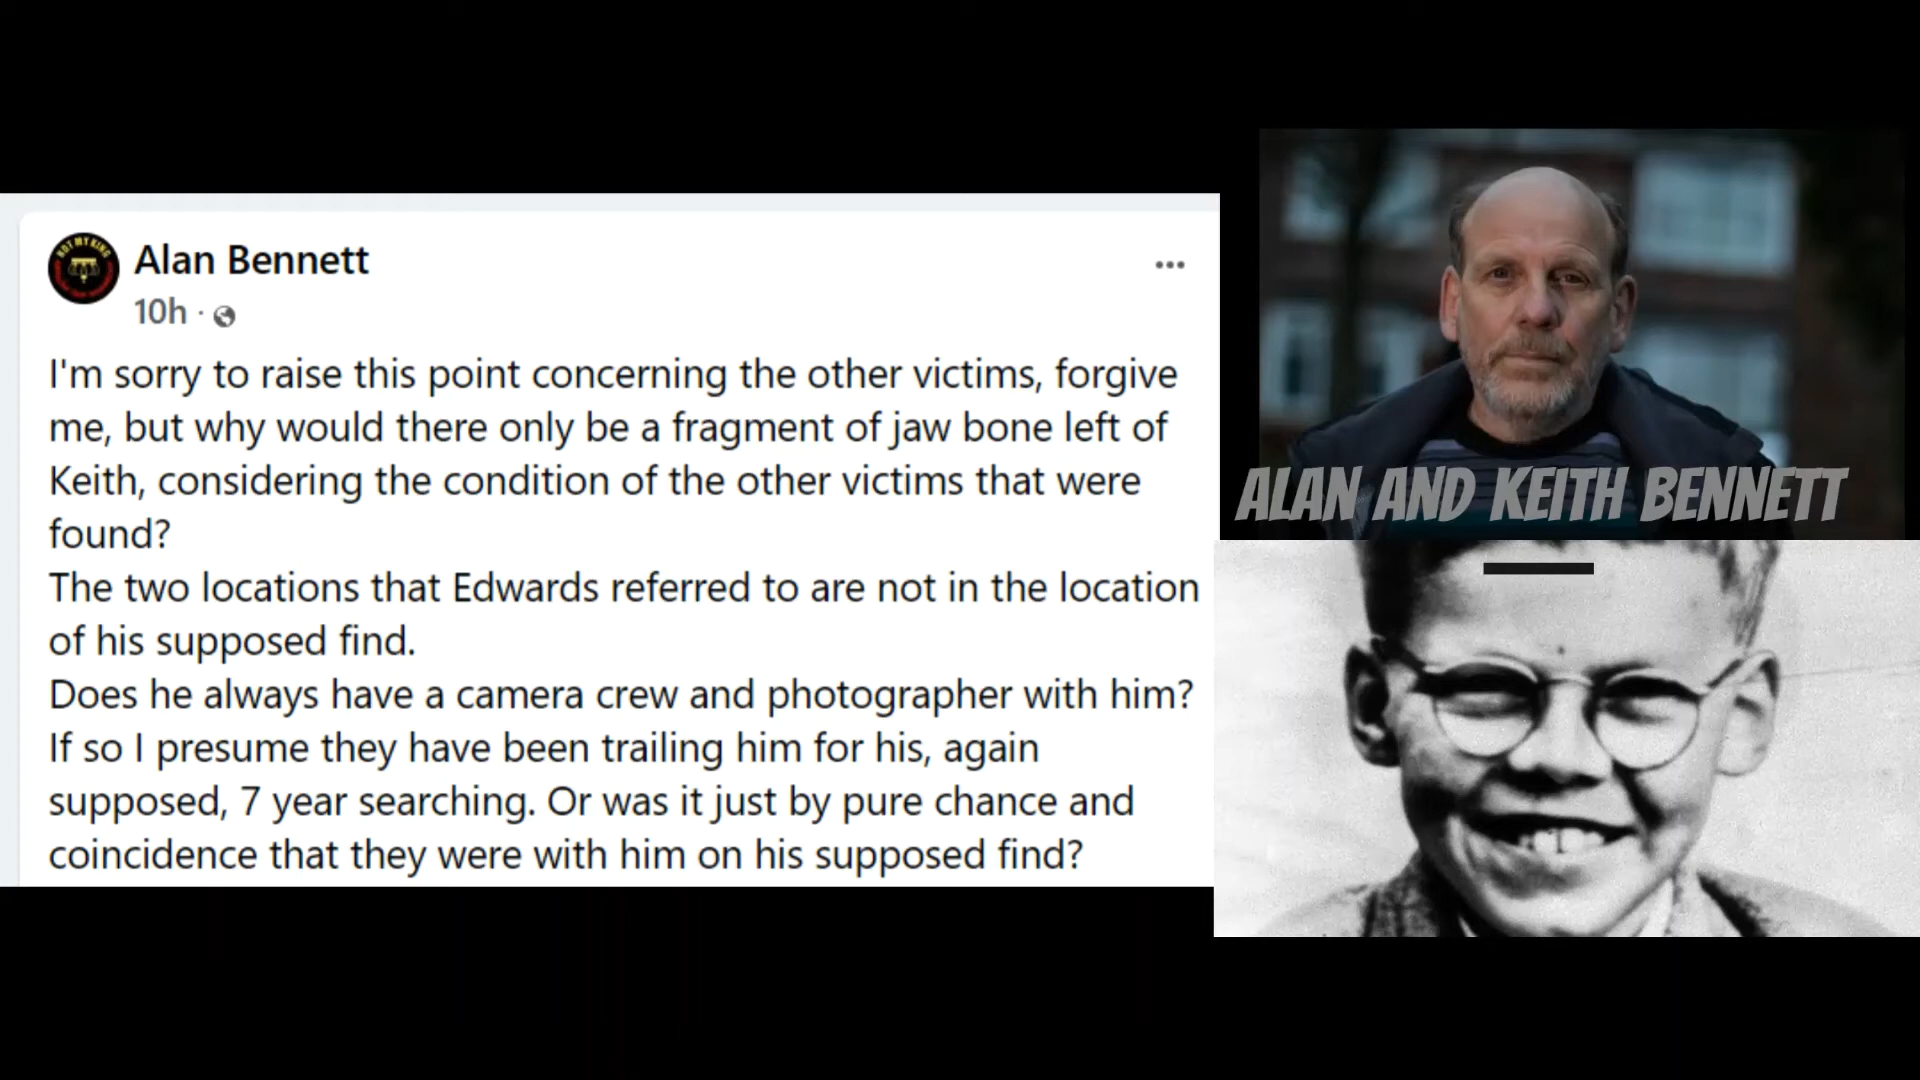 NOT MY KING
Alan Bennett
10h ·
I'm sorry to raise this point concerning the other victims, forgive
me, but why would there only be a fragment of jaw bone left of
Keith, considering the condition of the other victims that were
found?
The two locations that Edwards referred to are not in the location
of his supposed find.
Does he always have a camera crew and photographer with him?
If so I presume they have been trailing him for his, again
supposed, 7 year searching. Or was it just by pure chance and
coincidence that they were with him on his supposed find?
ALAN AND KEITH BENNETT